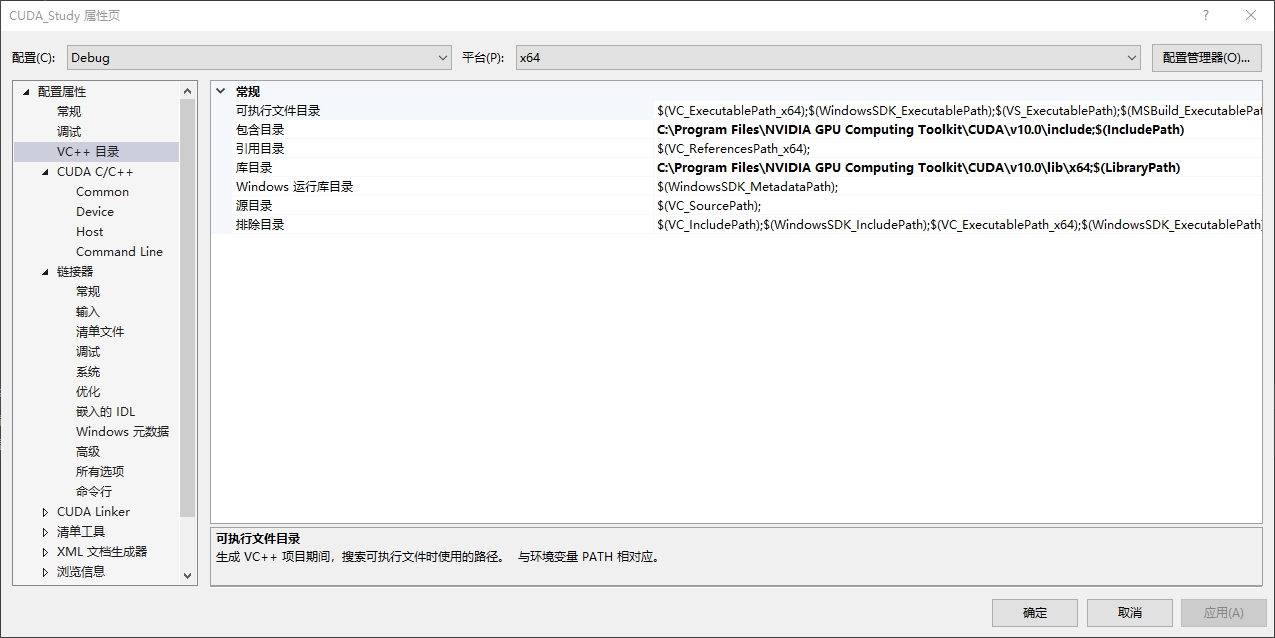 CUDA_Study 属性页
配置(C): Debug 平台(P): x64 配置管理器(O)...
配置属性
常规
调试
VC++ 目录
CUDA C/C++
Common
Device
Host
Command Line
链接器
常规
输入
清单文件
调试
系统
优化
嵌入的 IDL
Windows 元数据
高级
所有选项
命令行
CUDA Linker
清单工具
XML 文档生成器
浏览信息
常规
可执行文件目录 $(VC_ExecutablePath_x64);$(WindowsSDK_ExecutablePath);$(VS_ExecutablePath);$(MSBuild_ExecutablePat
包含目录 C:\Program Files\NVIDIA GPU Computing Toolkit\CUDA\v10.0\include;$(IncludePath)
引用目录 $(VC_ReferencesPath_x64);
库目录 C:\Program Files\NVIDIA GPU Computing Toolkit\CUDA\v10.0\lib\x64;$(LibraryPath)
Windows 运行库目录 $(WindowsSDK_MetadataPath);
源目录 $(VC_SourcePath);
排除目录 $(VC_IncludePath);$(WindowsSDK_IncludePath);$(VC_ExecutablePath_x64);$(WindowsSDK_ExecutablePath)
可执行文件目录
生成 VC++ 项目期间，搜索可执行文件时使用的路径。 与环境变量 PATH 相对应。
确定 取消 应用(A)